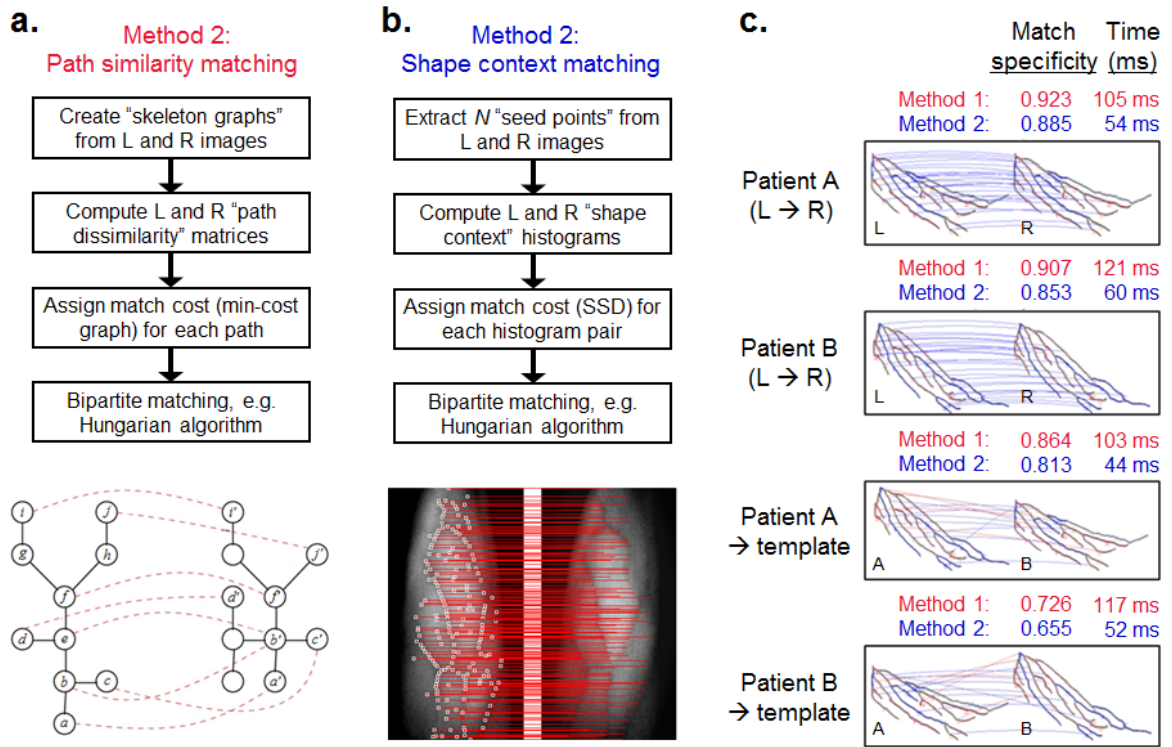 a.
Method 2:
Path similarity matching
Create “skeleton graphs”
from L and R images
Compute L and R “path
dissimilarity” matrices
Assign match cost (min-cost
graph) for each path
Bipartite matching, e.g.
Hungarian algorithm
i
j
i'
g
h
j'
f
d'
f'
d
e
b'
c'
b
c
a'
a
b.
Method 2:
Shape context matching
Extract N “seed points” from
L and R images
Compute L and R “shape
context” histograms
Assign match cost (SSD) for
each histogram pair
Bipartite matching, e.g.
Hungarian algorithm
c.
Match
specificity
Time
(ms)
Method 1: 0.923 105 ms
Method 2: 0.885 54 ms
Patient A
(L → R)
L
R
Method 1: 0.907 121 ms
Method 2: 0.853 60 ms
Patient B
(L → R)
L
R
Method 1: 0.864 103 ms
Method 2: 0.813 44 ms
Patient A
→ template
A
B
Method 1: 0.726 117 ms
Method 2: 0.655 52 ms
Patient B
→ template
A
B